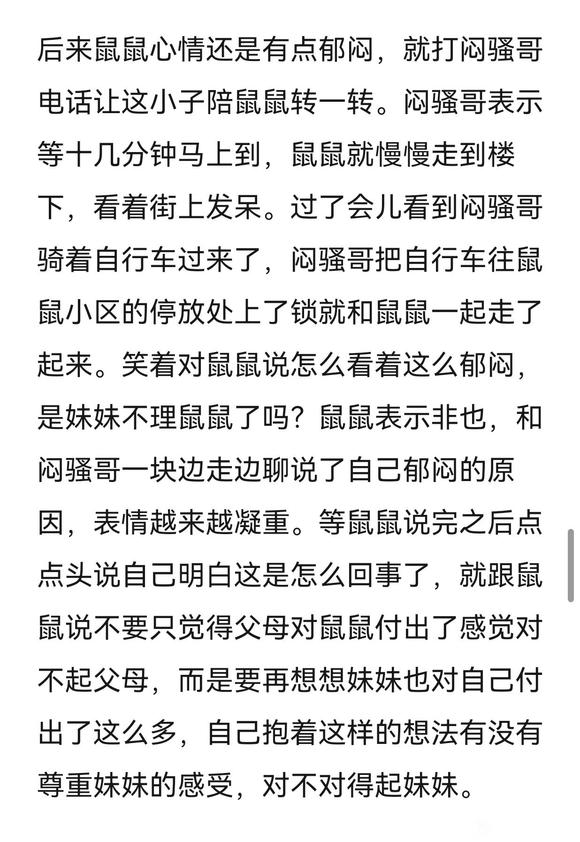 后来鼠鼠心情还是有点郁闷，就打闷骚哥
电话让这小子陪鼠鼠转一转。闷骚哥表示
等十几分钟马上到，鼠鼠就慢慢走到楼
下，看着街上发呆。过了会儿看到闷骚哥
骑着自行车过来了，闷骚哥把自行车往鼠
鼠小区的停放处上了锁就和鼠鼠一起走了
起来。笑着对鼠鼠说怎么看着这么郁闷，
是妹妹不理鼠鼠了吗？鼠鼠表示非也，和
闷骚哥一块边走边聊说了自己郁闷的原
因，表情越来越凝重。等鼠鼠说完之后点
点头说自己明白这是怎么回事了，就跟鼠
鼠说不要只觉得父母对鼠鼠付出了感觉对
不起父母，而是要再想想妹妹也对自己付
出了这么多，自己抱着这样的想法有没有
尊重妹妹的感受，对不对得起妹妹。